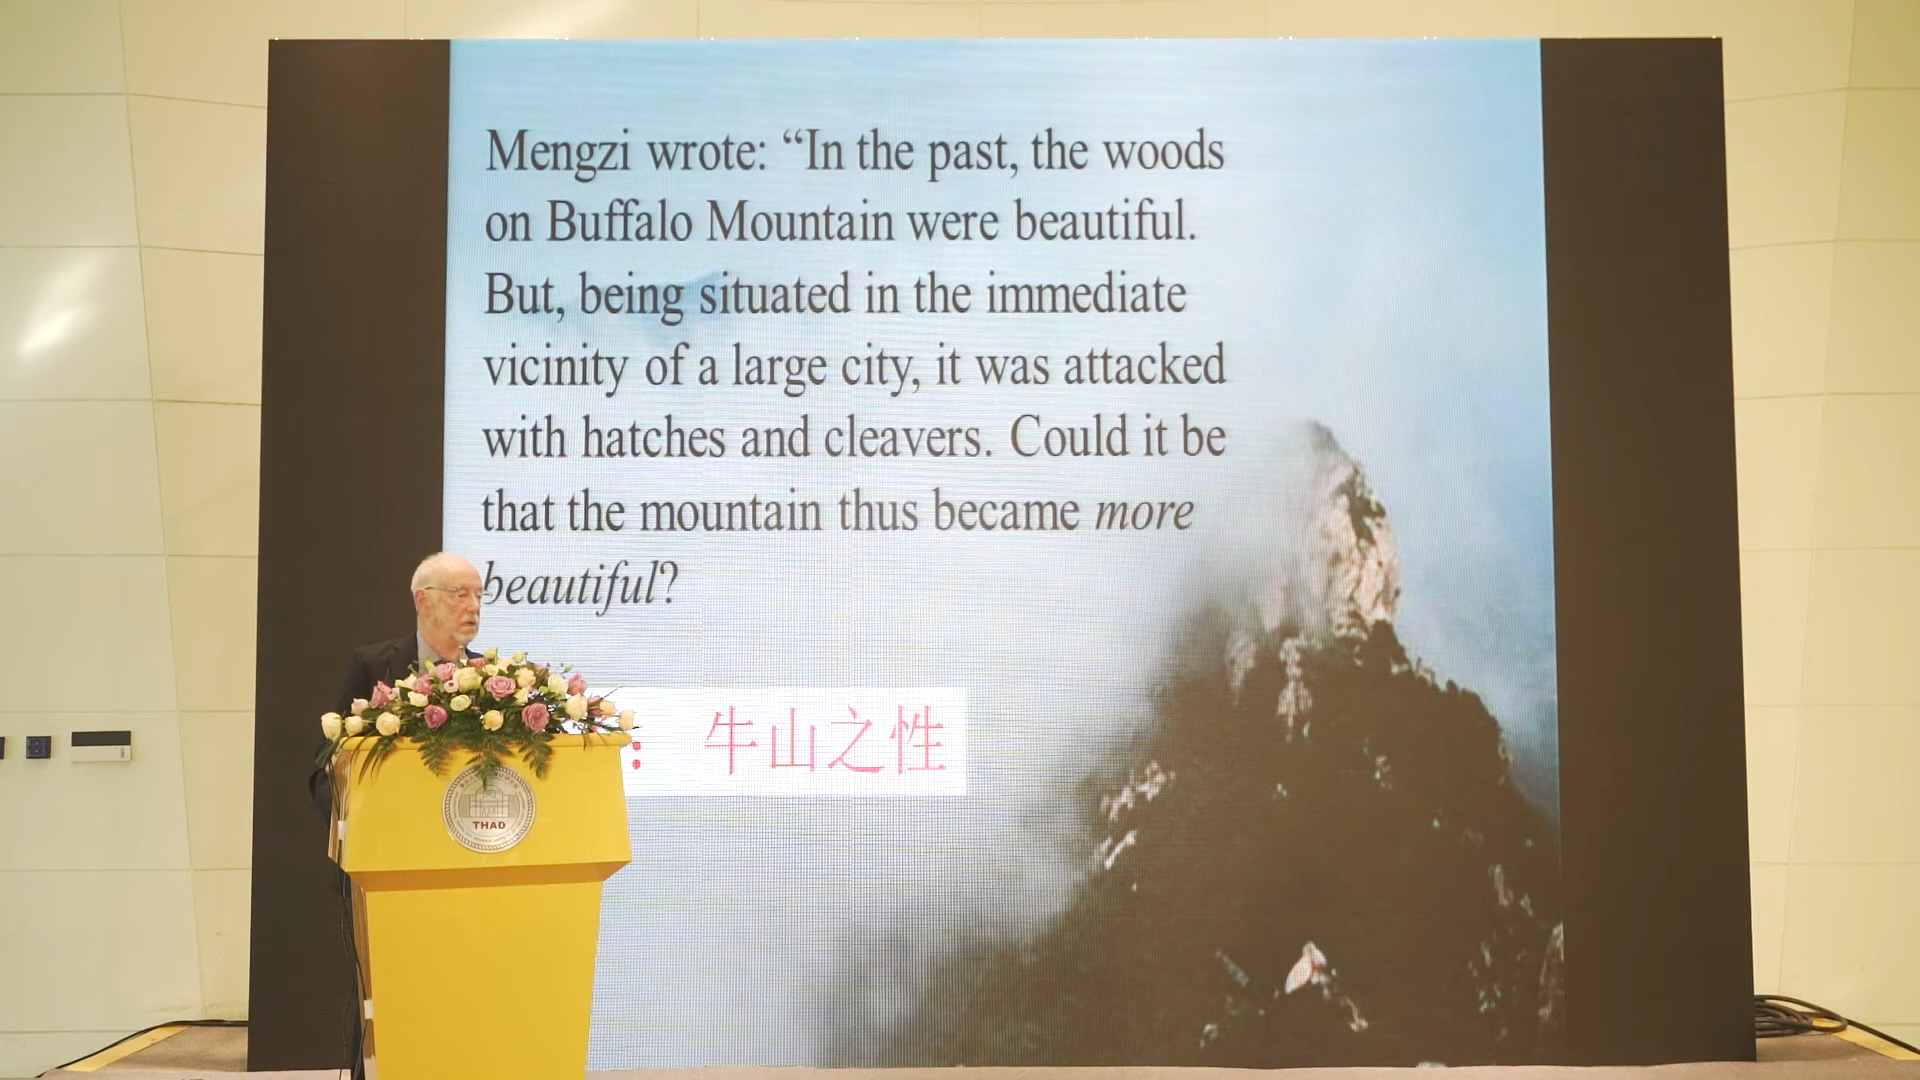 Mengzi wrote: “In the past, the woods
on Buffalo Mountain were beautiful.
But, being situated in the immediate
vicinity of a large city, it was attacked
with hatches and cleavers. Could it be
that the mountain thus became more
beautiful?
: 牛山之性
THAD